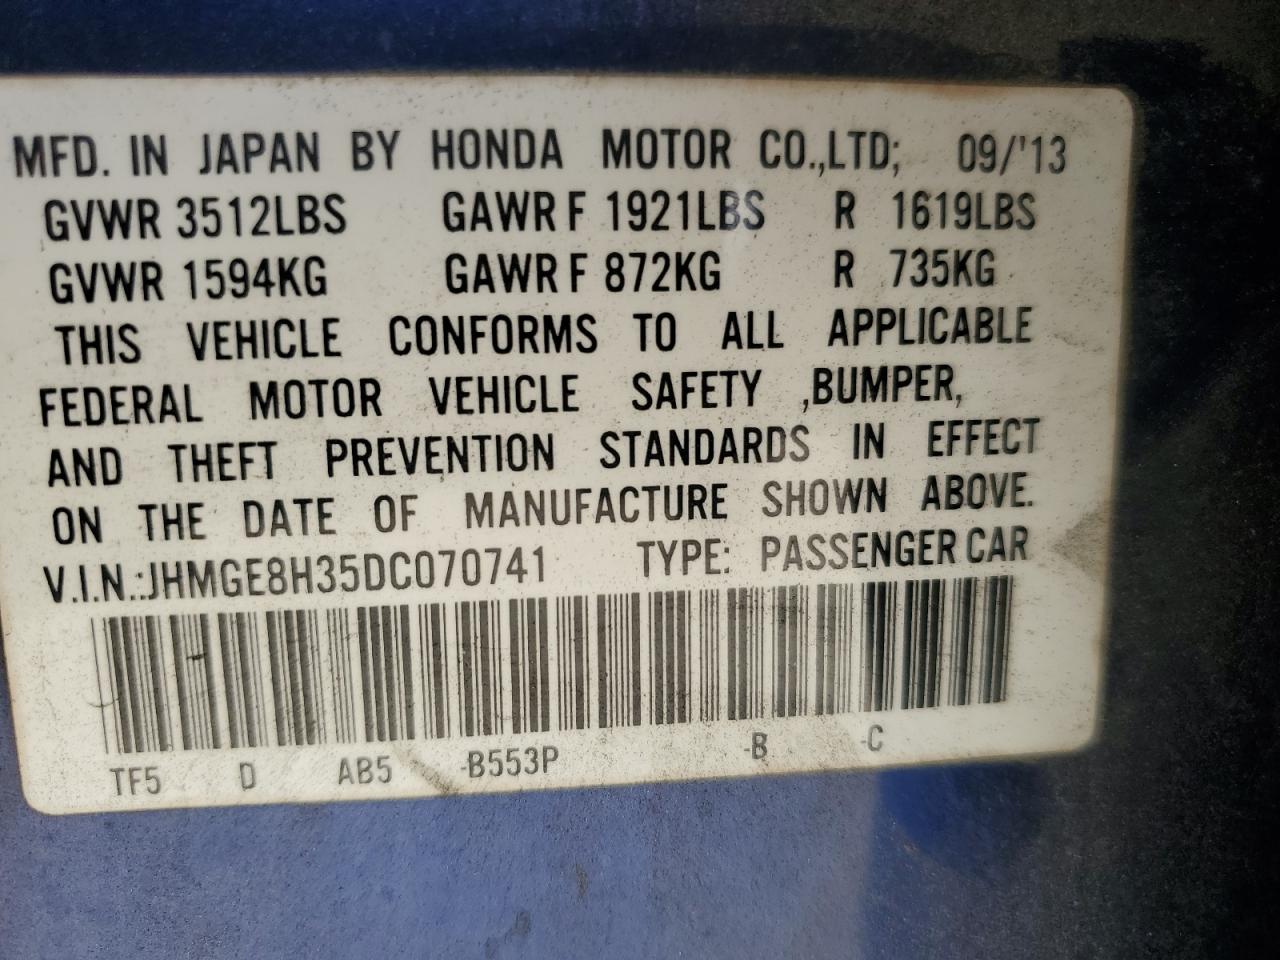 MFD. IN JAPAN BY HONDA MOTOR CO.,LTD; 09/'13
GVWR 3512LBS GAWR F 1921LBS R 1619LBS
GVWR 1594KG GAWR F 872KG R 735KG
THIS VEHICLE CONFORMS TO ALL APPLICABLE
FEDERAL MOTOR VEHICLE SAFETY ,BUMPER,
AND THEFT PREVENTION STANDARDS IN EFFECT
ON THE DATE OF MANUFACTURE SHOWN ABOVE.
V.I.N.:JHMGE8H35DC070741 TYPE: PASSENGER CAR
TF5 D AB5 -B553P -B -C